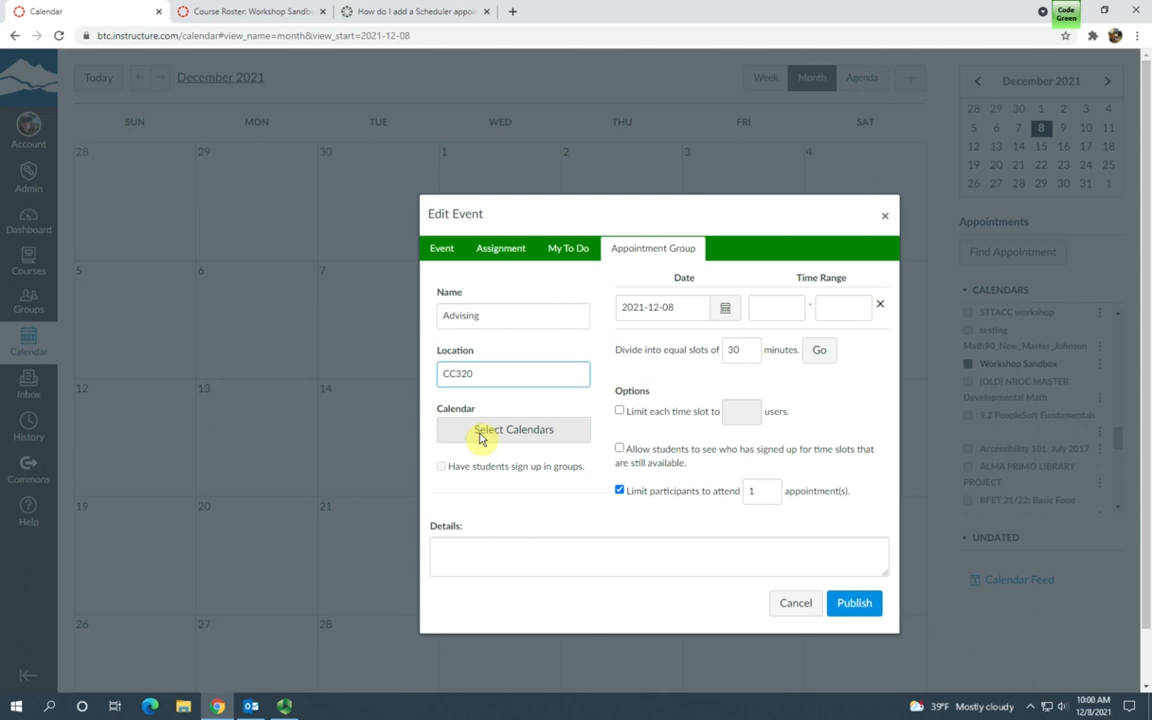 Calendar
Course Roster: Workshop Sandb
How do I add a Scheduler appoi
Code Green
btc.instructure.com/calendar#view_name=month&view_start=2021-12-08
Account
Admin
Dashboard
Courses
Groups
Calendar
Inbox
History
Commons
Help
Today
December 2021
Week
Month
Agenda
SUN MON TUE WED THU FRI SAT
28 29 30 1 2 3 4
5 6 7
12 13 14
19 20 21
26 27 28
Edit Event
Event
Assignment
My To Do
Appointment Group
Name
Advising
Location
CC320
Calendar
Select Calendars
Have students sign up in groups.
Date
Time Range
2021-12-08
-
Divide into equal slots of 30 minutes. Go
Options
Limit each time slot to users.
Allow students to see who has signed up for time slots that
are still available.
Limit participants to attend 1 appointment(s).
Details:
Cancel
Publish
December 2021
28 29 30 1 2 3 4
5 6 7 8 9 10 11
12 13 14 15 16 17 18
19 20 21 22 23 24 25
26 27 28 29 30 31 1
Appointments
Find Appointment
CALENDARS
STTACC workshop
testing
Math90_New_Master_Johnson
Workshop Sandbox
(OLD) NROC MASTER
Developmental Math
9.2 PeopleSoft Fundamentals
Accessibility 101: July 2017
ALMA PRIMO LIBRARY
PROJECT
BFET 21/22: Basic Food
UNDATED
Calendar Feed
39°F Mostly cloudy
10:00 AM
12/8/2021